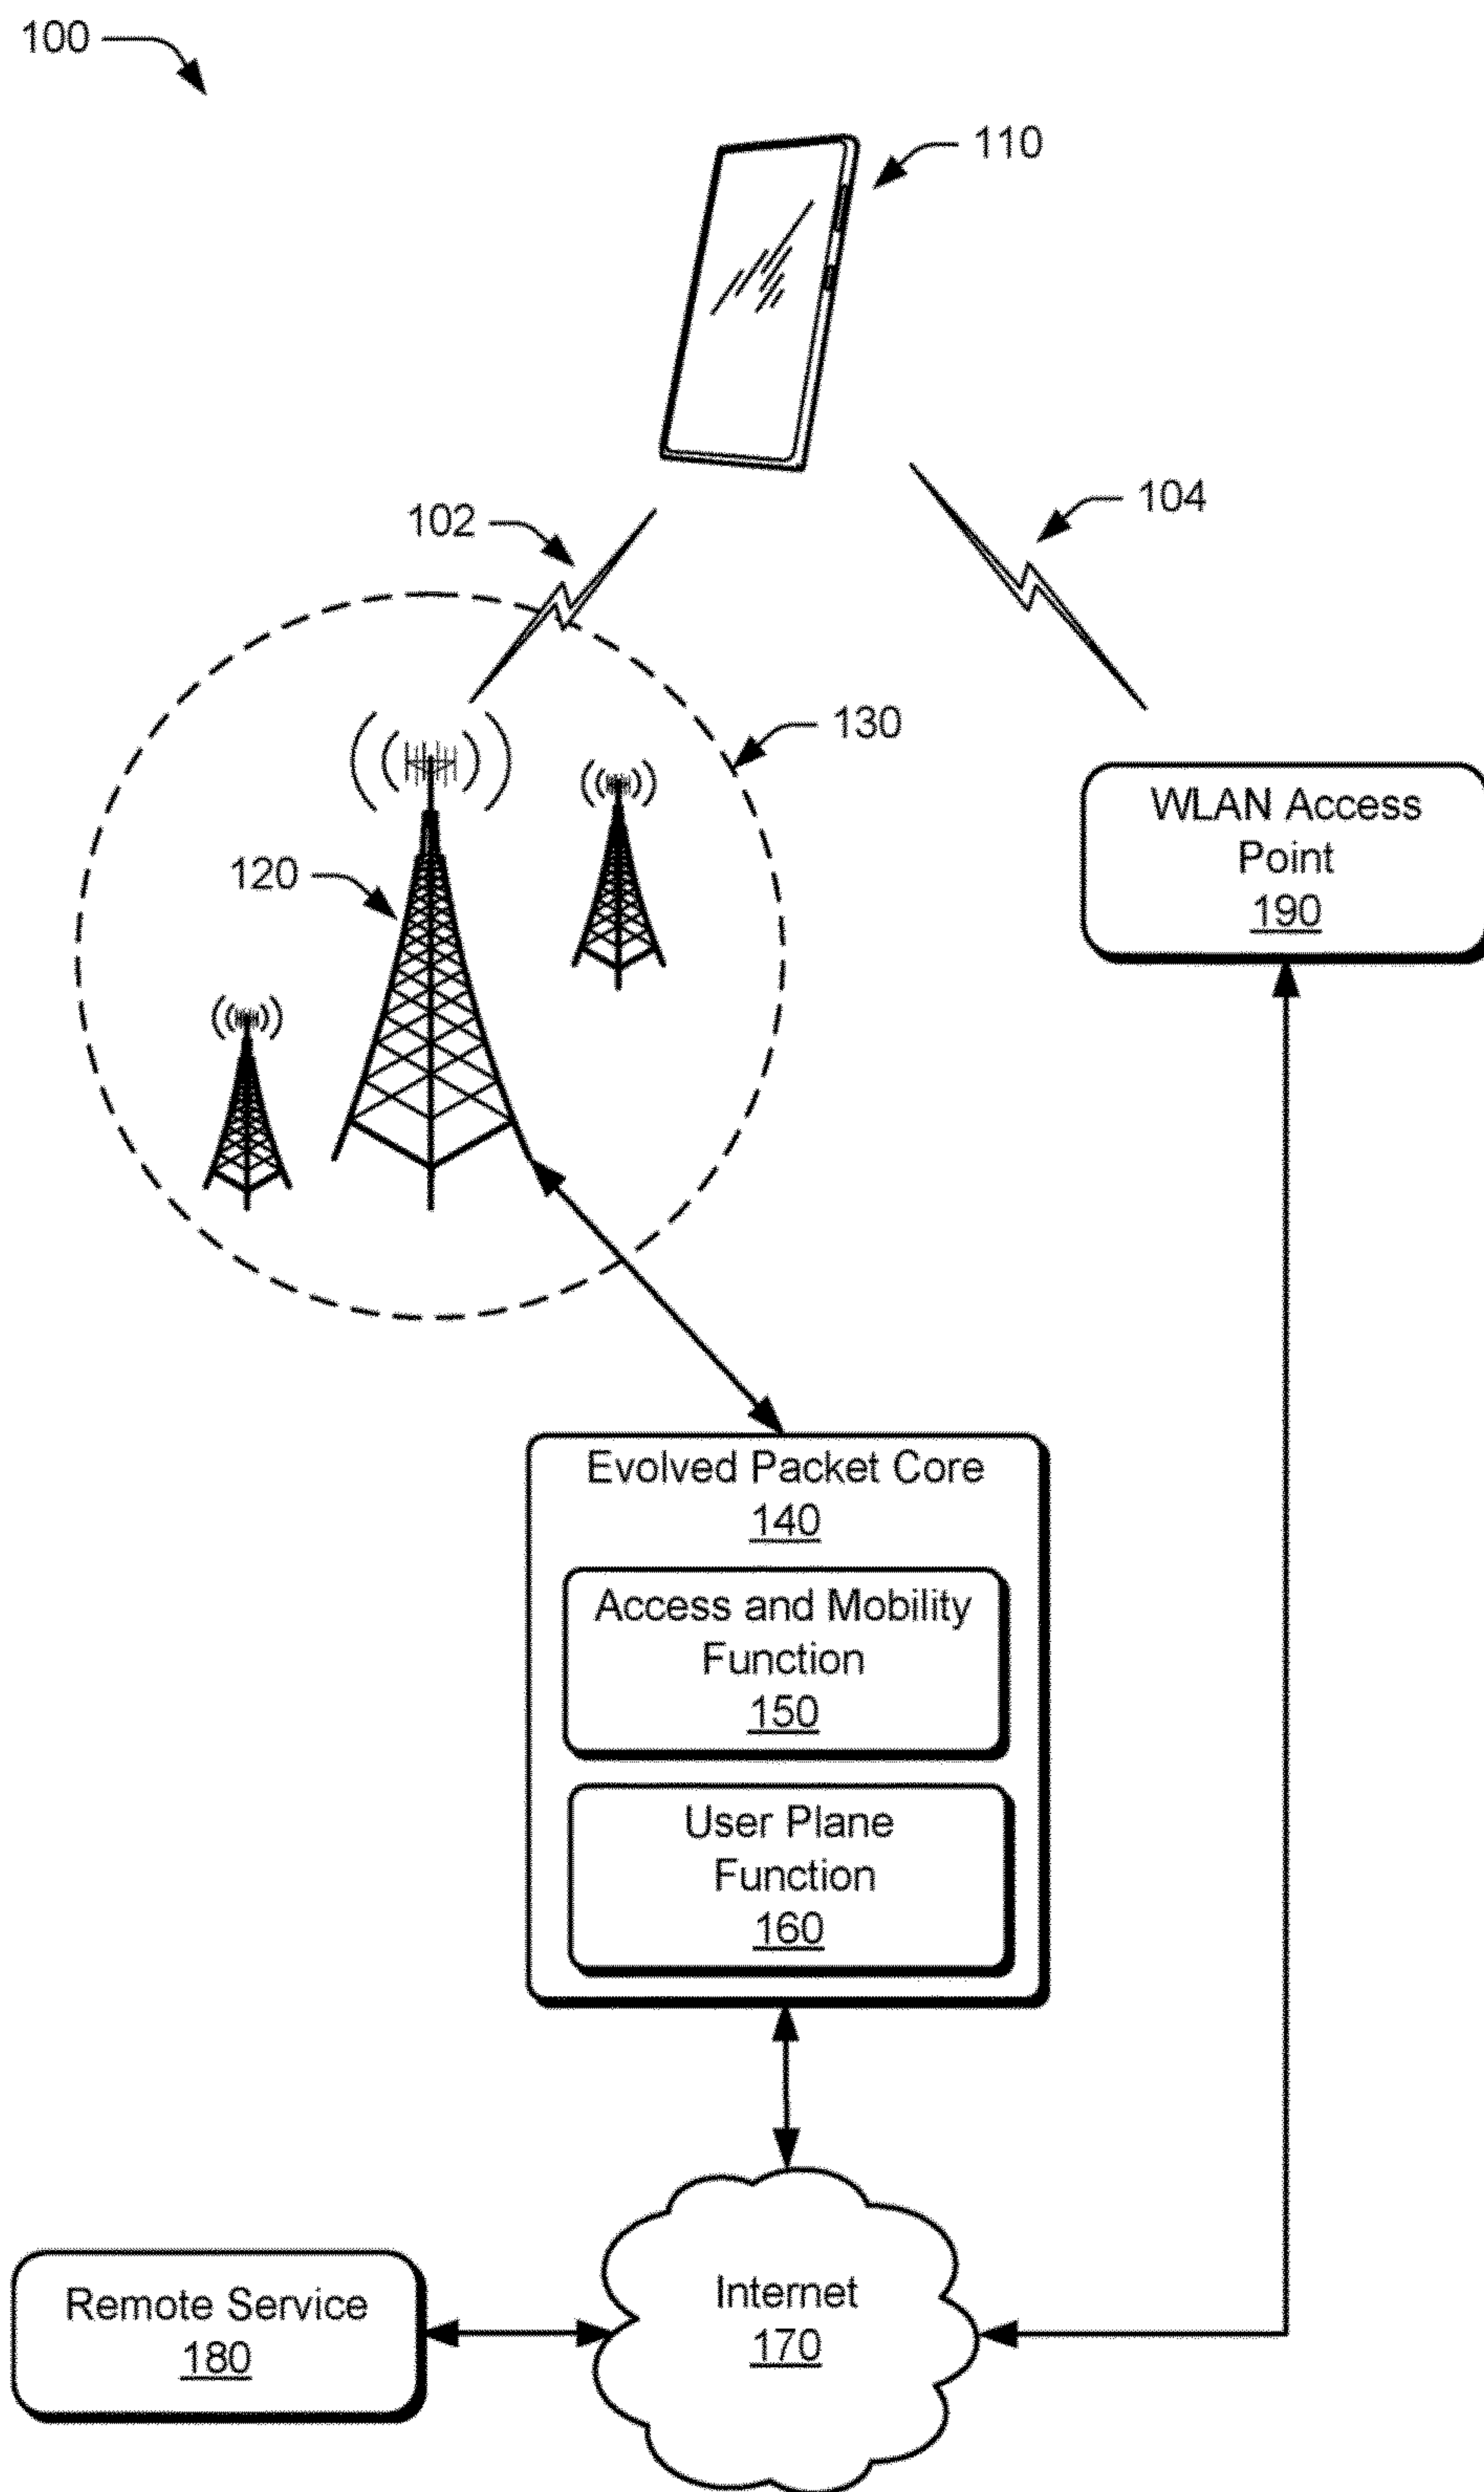 100
110
102
104
130
WLAN Access
Point
190
120
Evolved Packet Core
140
Access and Mobility
Function
150
User Plane
Function
160
Internet
170
Remote Service
180